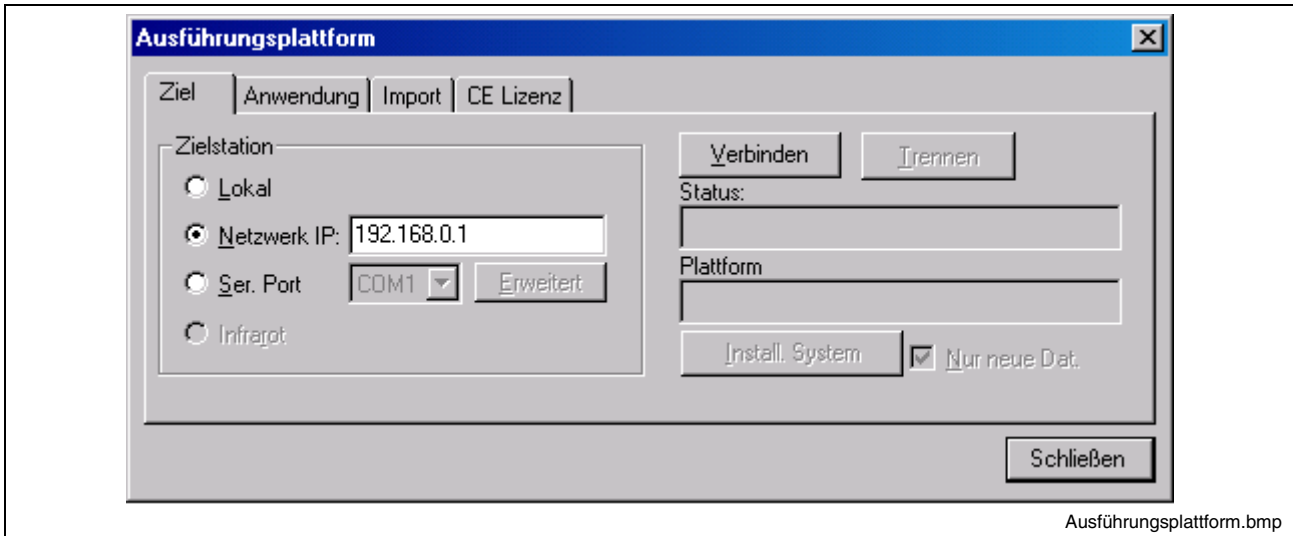 Ausführungsplattform
Ziel Anwendung Import CE Lizenz
Zielstation
Lokal
Netzwerk IP: 192.168.0.1
Ser. Port COM1 Erweitert
Infrarot
Verbinden Trennen
Status:
Plattform
Install. System Nur neue Dat.
Schließen
Ausführungsplattform.bmp